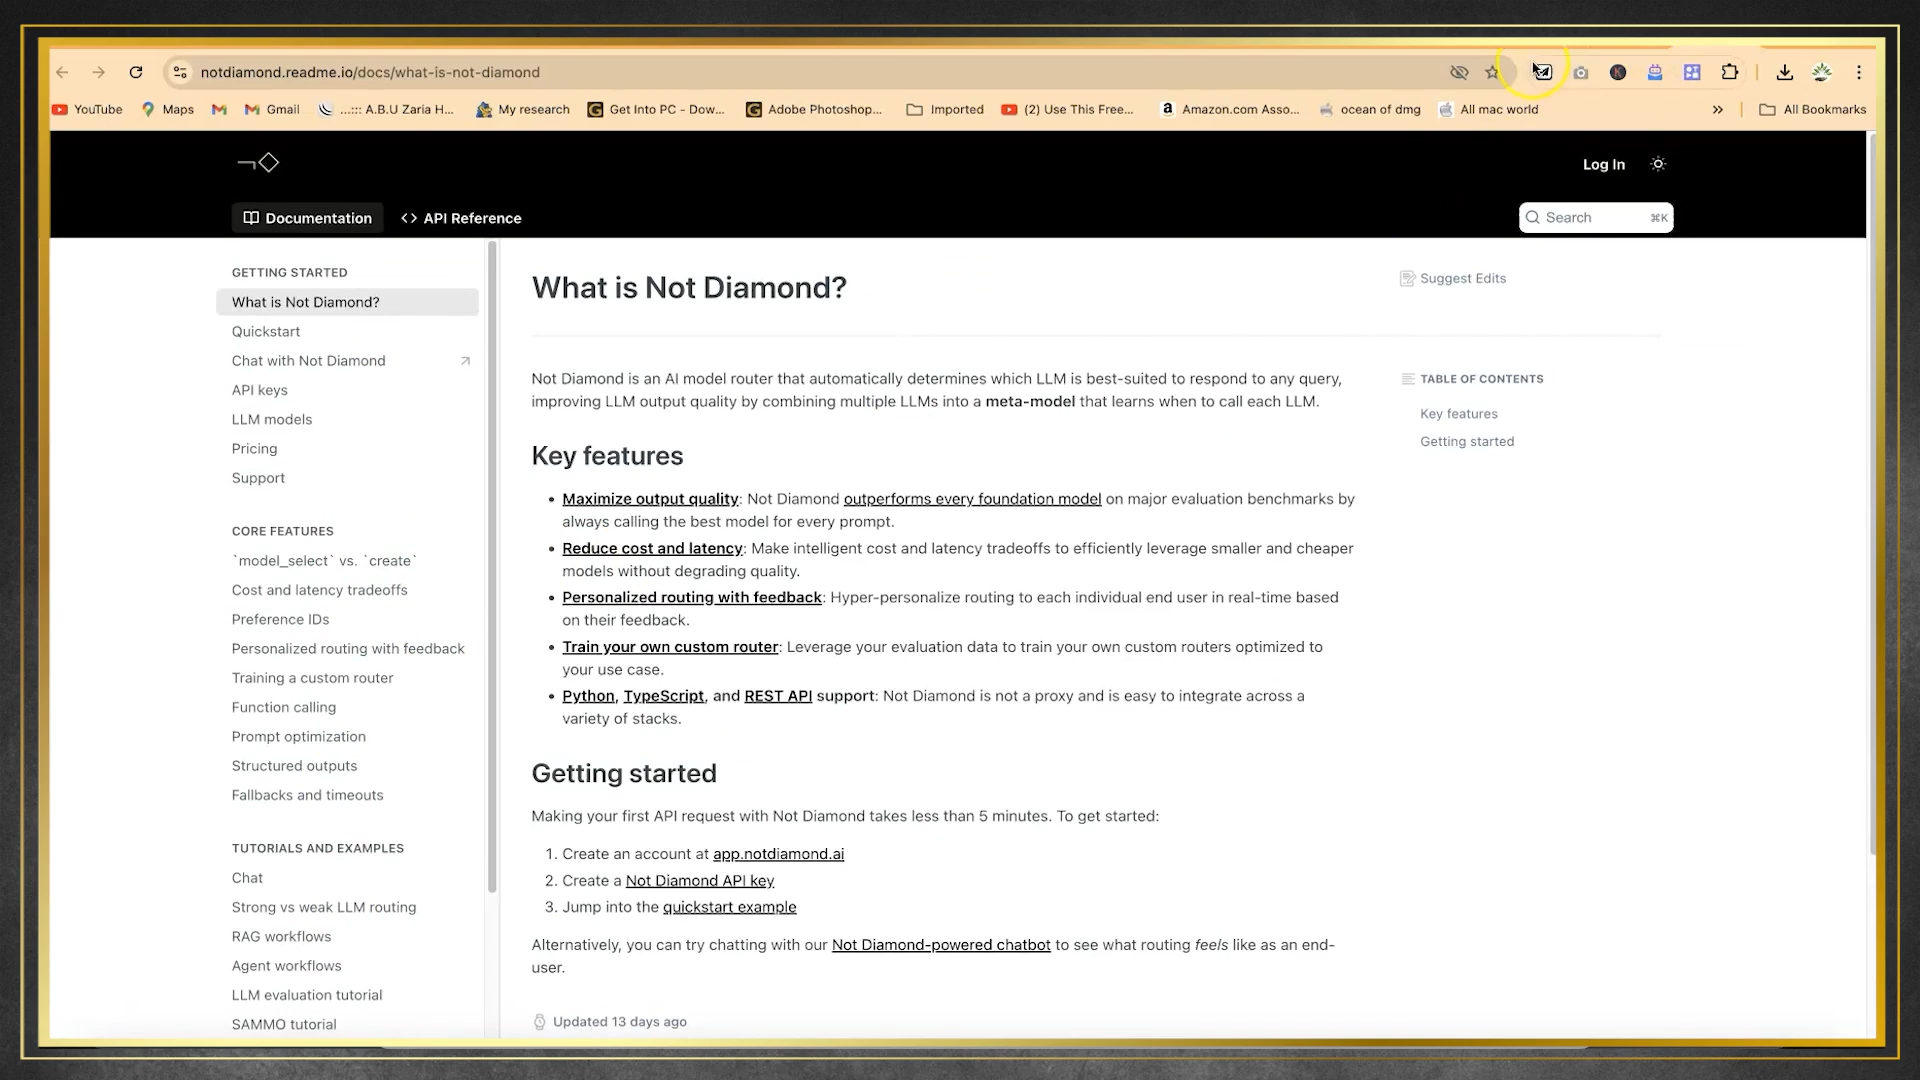 notdiamond.readme.io/docs/what-is-not-diamond
YouTube Maps Gmail ...::: A.B.U Zaria H... My research Get Into PC - Dow... Adobe Photoshop... Imported (2) Use This Free... Amazon.com Asso... ocean of dmg All mac world » All Bookmarks
Log In
Documentation <> API Reference
Search ⌘K
GETTING STARTED
What is Not Diamond?
Quickstart
Chat with Not Diamond
API keys
LLM models
Pricing
Support
CORE FEATURES
`model_select` vs. `create`
Cost and latency tradeoffs
Preference IDs
Personalized routing with feedback
Training a custom router
Function calling
Prompt optimization
Structured outputs
Fallbacks and timeouts
TUTORIALS AND EXAMPLES
Chat
Strong vs weak LLM routing
RAG workflows
Agent workflows
LLM evaluation tutorial
SAMMO tutorial
What is Not Diamond?
Not Diamond is an AI model router that automatically determines which LLM is best-suited to respond to any query,
improving LLM output quality by combining multiple LLMs into a meta-model that learns when to call each LLM.
Key features
• Maximize output quality: Not Diamond outperforms every foundation model on major evaluation benchmarks by
always calling the best model for every prompt.
• Reduce cost and latency: Make intelligent cost and latency tradeoffs to efficiently leverage smaller and cheaper
models without degrading quality.
• Personalized routing with feedback: Hyper-personalize routing to each individual end user in real-time based
on their feedback.
• Train your own custom router: Leverage your evaluation data to train your own custom routers optimized to
your use case.
• Python, TypeScript, and REST API support: Not Diamond is not a proxy and is easy to integrate across a
variety of stacks.
Getting started
Making your first API request with Not Diamond takes less than 5 minutes. To get started:
1. Create an account at app.notdiamond.ai
2. Create a Not Diamond API key
3. Jump into the quickstart example
Alternatively, you can try chatting with our Not Diamond-powered chatbot to see what routing feels like as an end-
user.
Updated 13 days ago
Suggest Edits
TABLE OF CONTENTS
Key features
Getting started